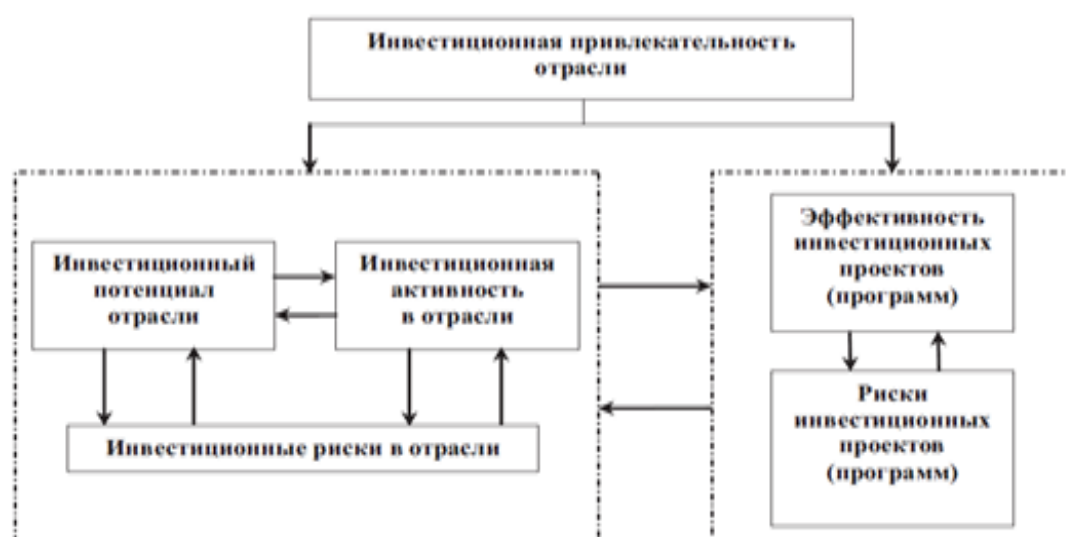 Инвестиционная привлекательность
отрасли
Инвестиционный
потенциал
отрасли
Инвестиционная
активность
в отрасли
Инвестиционные риски в отрасли
Эффективность
инвестиционных
проектов
(программ)
Риски
инвестиционных
проектов
(программ)